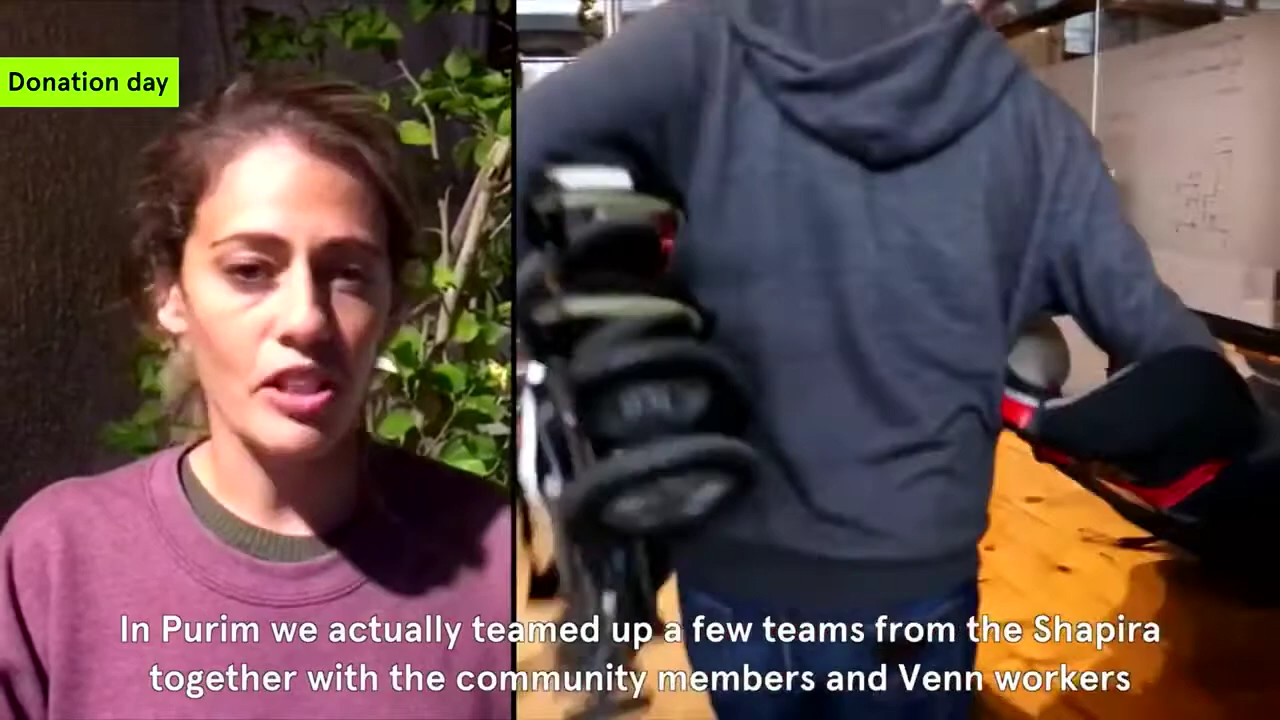 Donation day
In Purim we actually teamed up a few teams from the Shapira
together with the community members and Venn workers